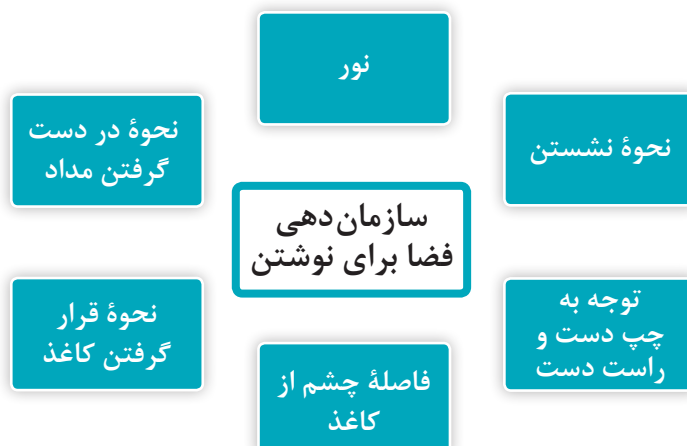 نور
نحوهٔ نشستن
نحوهٔ در دست
گرفتن مداد
سازمان‌دهی
فضا برای نوشتن
توجه به
چپ دست و
راست دست
نحوهٔ قرار
گرفتن کاغذ
فاصلهٔ چشم از
کاغذ